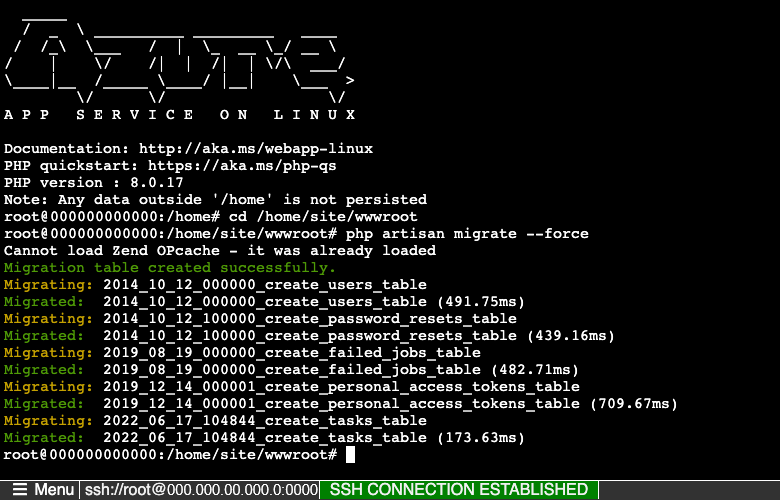 A P P   S E R V I C E   O N   L I N U X
Documentation: http://aka.ms/webapp-linux
PHP quickstart: https://aka.ms/php-qs
PHP version : 8.0.17
Note: Any data outside '/home' is not persisted
root@000000000000:/home# cd /home/site/wwwroot
root@000000000000:/home/site/wwwroot# php artisan migrate --force
Cannot load Zend OPcache - it was already loaded
Migration table created successfully.
Migrating: 2014_10_12_000000_create_users_table
Migrated:  2014_10_12_000000_create_users_table (491.75ms)
Migrating: 2014_10_12_100000_create_password_resets_table
Migrated:  2014_10_12_100000_create_password_resets_table (439.16ms)
Migrating: 2019_08_19_000000_create_failed_jobs_table
Migrated:  2019_08_19_000000_create_failed_jobs_table (482.71ms)
Migrating: 2019_12_14_000001_create_personal_access_tokens_table
Migrated:  2019_12_14_000001_create_personal_access_tokens_table (709.67ms)
Migrating: 2022_06_17_104844_create_tasks_table
Migrated:  2022_06_17_104844_create_tasks_table (173.63ms)
root@000000000000:/home/site/wwwroot#
☰ Menu ssh://root@000.000.00.000.0:0000 SSH CONNECTION ESTABLISHED